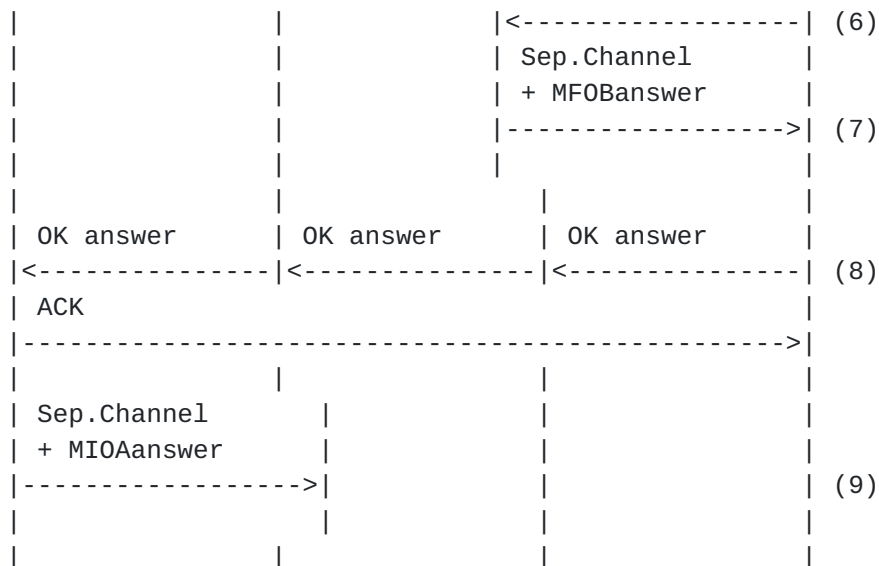 |                |             |<-----------------| (6)
|                |             | Sep.Channel      |
|                |             | + MFOBanswer     |
|                |             |----------------->| (7)
|                |             |                  |
|                |                |               |
| OK answer      | OK answer      | OK answer     |
|<---------------|<---------------|<--------------| (8)
| ACK                                             |
|------------------------------------------------>|
|                |                |               |
| Sep.Channel       |             |               |
| + MIOAanswer      |             |               |
|------------------>|             |               | (9)
|                   |             |               |
|                |                |               |